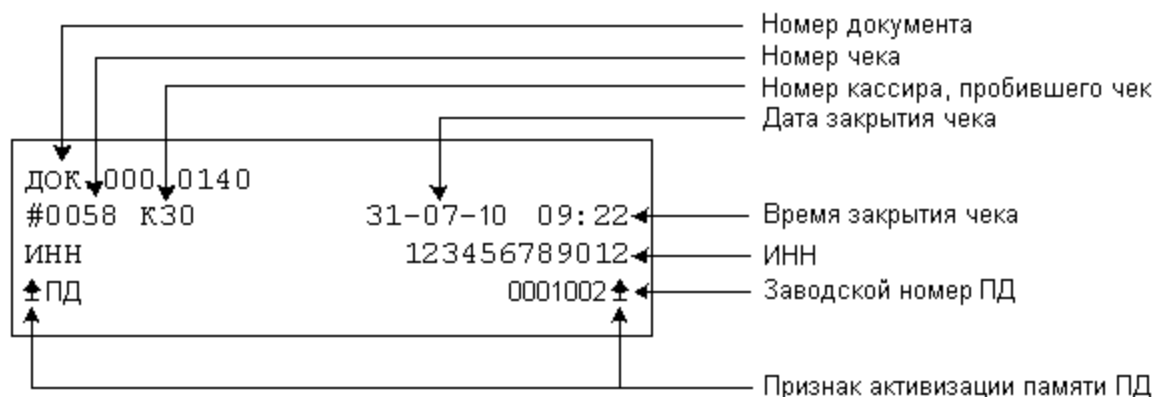 Номер документа
Номер чека
Номер кассира, пробившего чек
Дата закрытия чека
ДОК. 000.0140
#0058 К30 31-07-10 09:22
Время закрытия чека
ИНН 123456789012
ИНН
ПД 0001002
Заводской номер ПД
Признак активизации памяти ПД